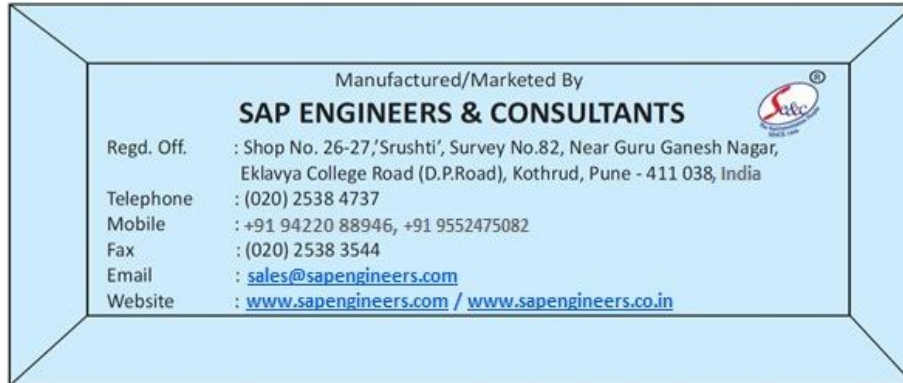 Manufactured/Marketed By
SAP ENGINEERS & CONSULTANTS
®
Sa&c
Regd. Off. : Shop No. 26-27,'Srushti', Survey No.82, Near Guru Ganesh Nagar,
Eklavya College Road (D.P.Road), Kothrud, Pune - 411 038, India
Telephone : (020) 2538 4737
Mobile : +91 94220 88946, +91 9552475082
Fax : (020) 2538 3544
Email : sales@sapengineers.com
Website : www.sapengineers.com / www.sapengineers.co.in